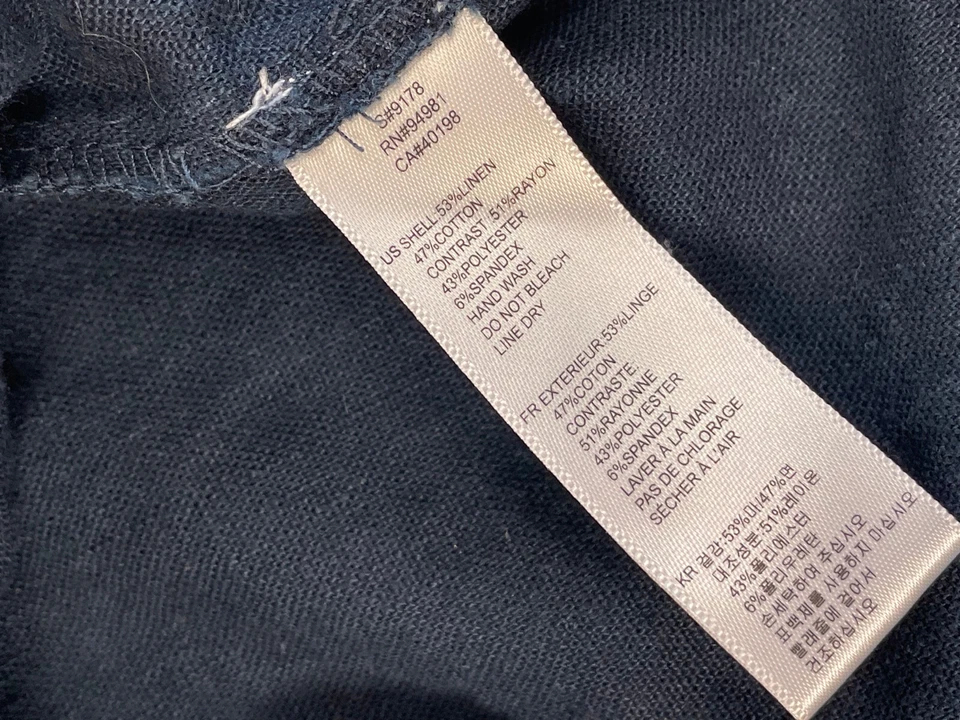 S#9178
RN#94981
CA#40198
US SHELL:53%LINEN
47%COTTON
CONTRAST 51%RAYON
43%POLYESTER
6%SPANDEX
HAND WASH
DO NOT BLEACH
LINE DRY
FR EXTERIEUR:53%LINGE
47%COTON
CONTRASTE
51%RAYONNE
43%POLYESTER
6%SPANDEX
LAVER À LA MAIN
PAS DE CHLORAGE
SÉCHER À L'AIR
KR 겉감:53%마/47%면
대조성분:51%레이온
43%폴리에스터
6%폴리우레탄
손세탁하여 주십시오
표백제를 사용하지 마십시오
빨래줄에 걸어서
건조하십시오